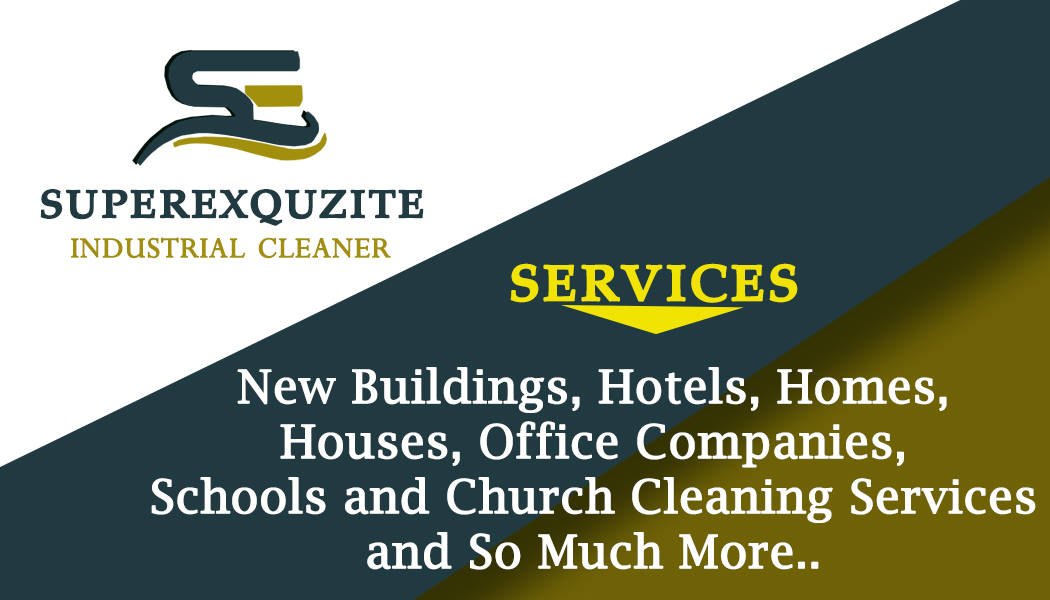 SUPEREXQUZITE
INDUSTRIAL CLEANER
SERVICES
New Buildings, Hotels, Homes,
Houses, Office Companies,
Schools and Church Cleaning Services
and So Much More..